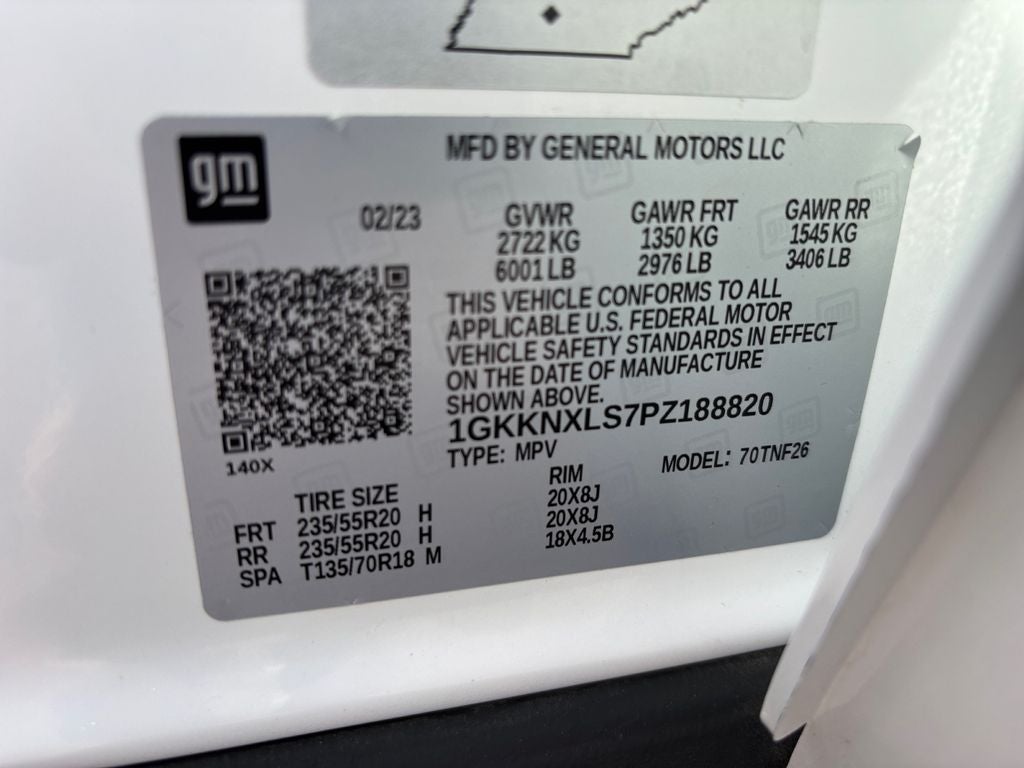 gm
MFD BY GENERAL MOTORS LLC
02/23 GVWR GAWR FRT GAWR RR
2722 KG 1350 KG 1545 KG
6001 LB 2976 LB 3406 LB
THIS VEHICLE CONFORMS TO ALL
APPLICABLE U.S. FEDERAL MOTOR
VEHICLE SAFETY STANDARDS IN EFFECT
ON THE DATE OF MANUFACTURE
SHOWN ABOVE.
1GKKNXLS7PZ188820
140X
TYPE: MPV MODEL: 70TNF26
TIRE SIZE RIM
FRT 235/55R20 H 20X8J
RR 235/55R20 H 20X8J
SPA T135/70R18 M 18X4.5B